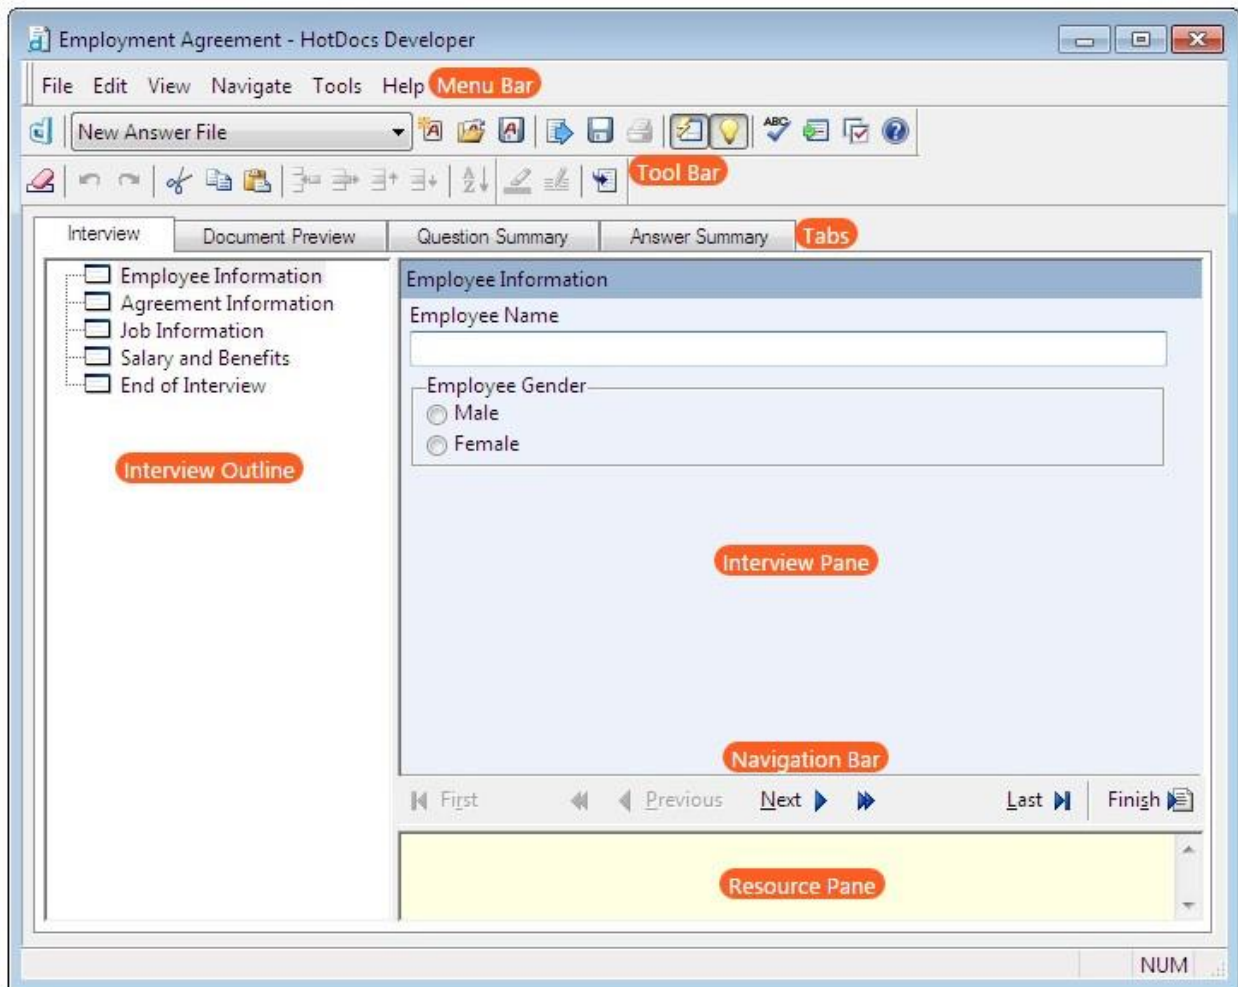 Employment Agreement - HotDocs Developer
File Edit View Navigate Tools Help Menu Bar
New Answer File ABC
A Z Tool Bar
Interview Document Preview Question Summary Answer Summary Tabs
Employee Information
Agreement Information
Job Information
Salary and Benefits
End of Interview
Interview Outline
Employee Information
Employee Name
Employee Gender
Male
Female
Interview Pane
Navigation Bar
First Previous Next Last Finish
Resource Pane
NUM